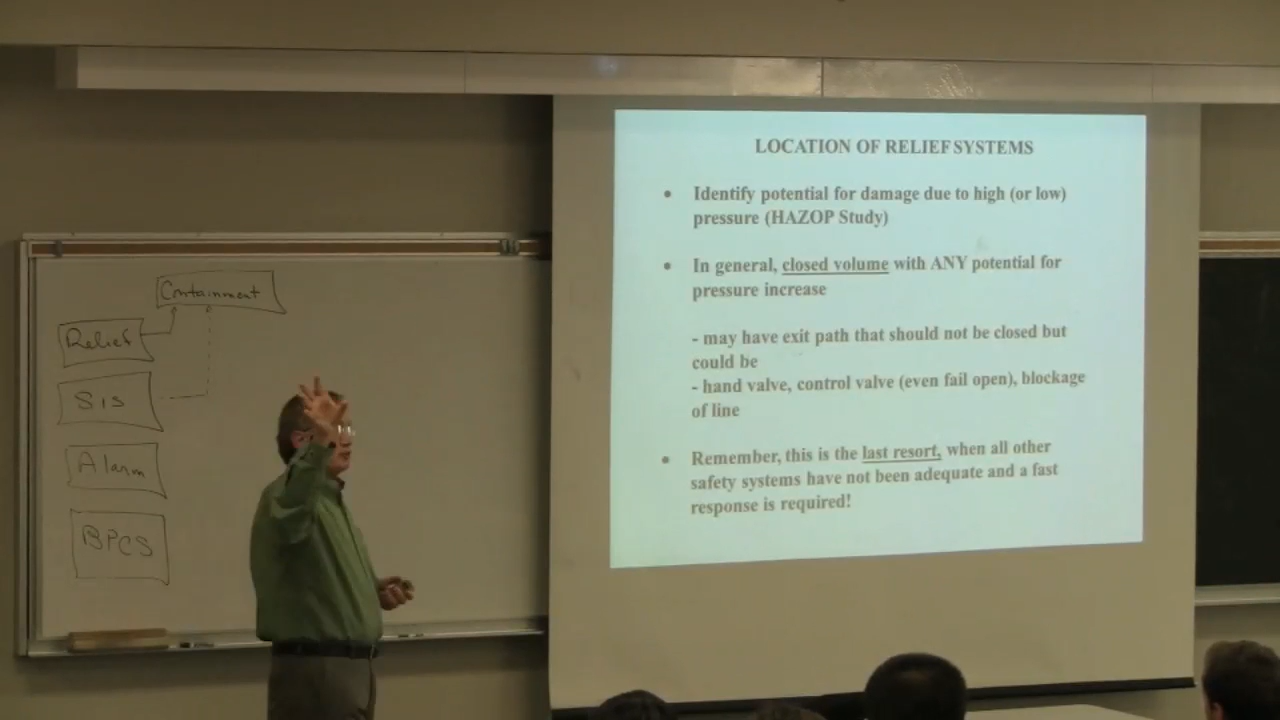 Containment
Relief
SIS
Alarm
BPCS
LOCATION OF RELIEF SYSTEMS
• Identify potential for damage due to high (or low)
pressure (HAZOP Study)
• In general, closed volume with ANY potential for
pressure increase
- may have exit path that should not be closed but
could be
- hand valve, control valve (even fail open), blockage
of line
• Remember, this is the last resort, when all other
safety systems have not been adequate and a fast
response is required!